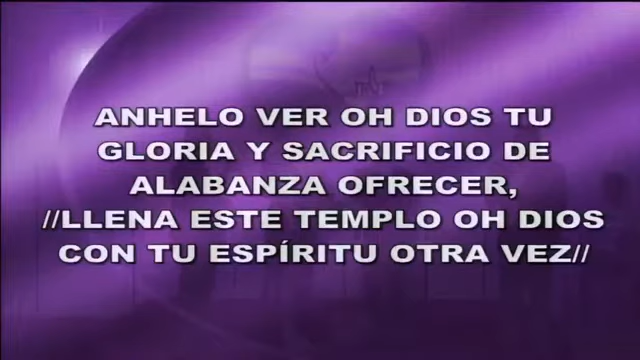 ANHELO VER OH DIOS TU
GLORIA Y SACRIFICIO DE
ALABANZA OFRECER,
//LLENA ESTE TEMPLO OH DIOS
CON TU ESPÍRITU OTRA VEZ//